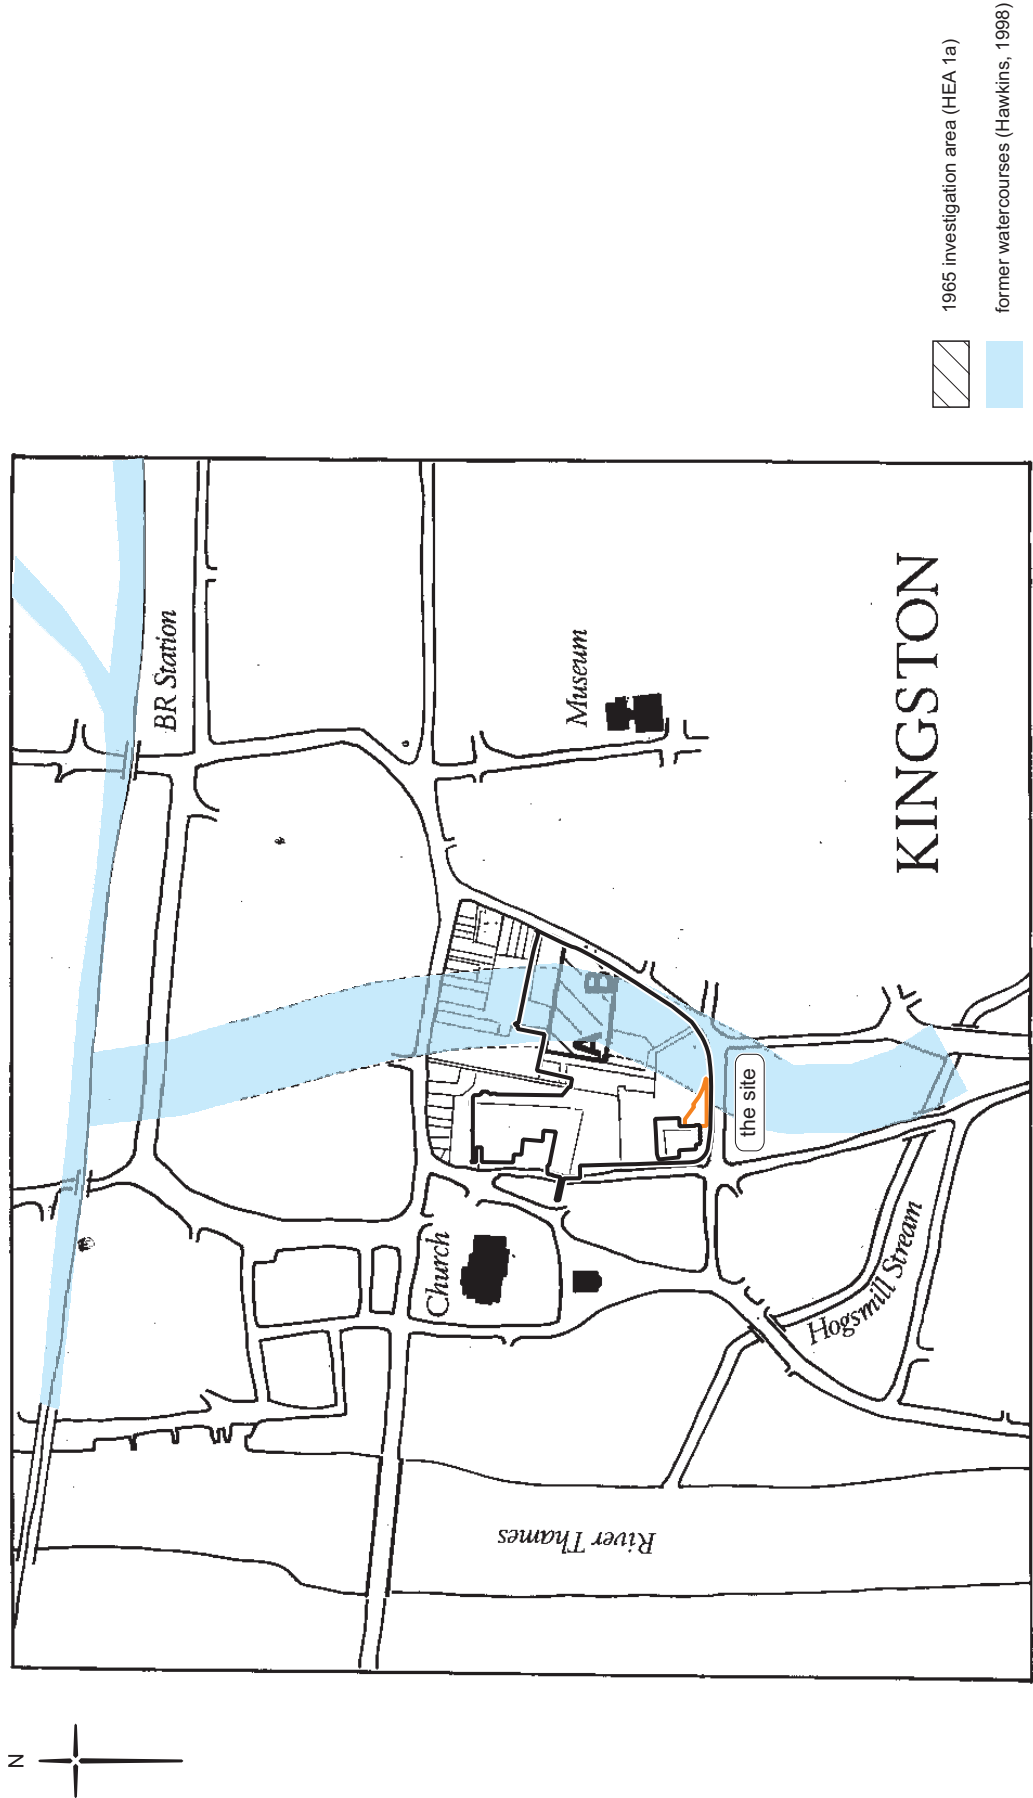 N
BR Station
Museum
KINGSTON
Church
A
B
the site
Hogsmill Stream
River Thames
1965 investigation area (HEA 1a)
former watercourses (Hawkins, 1998)